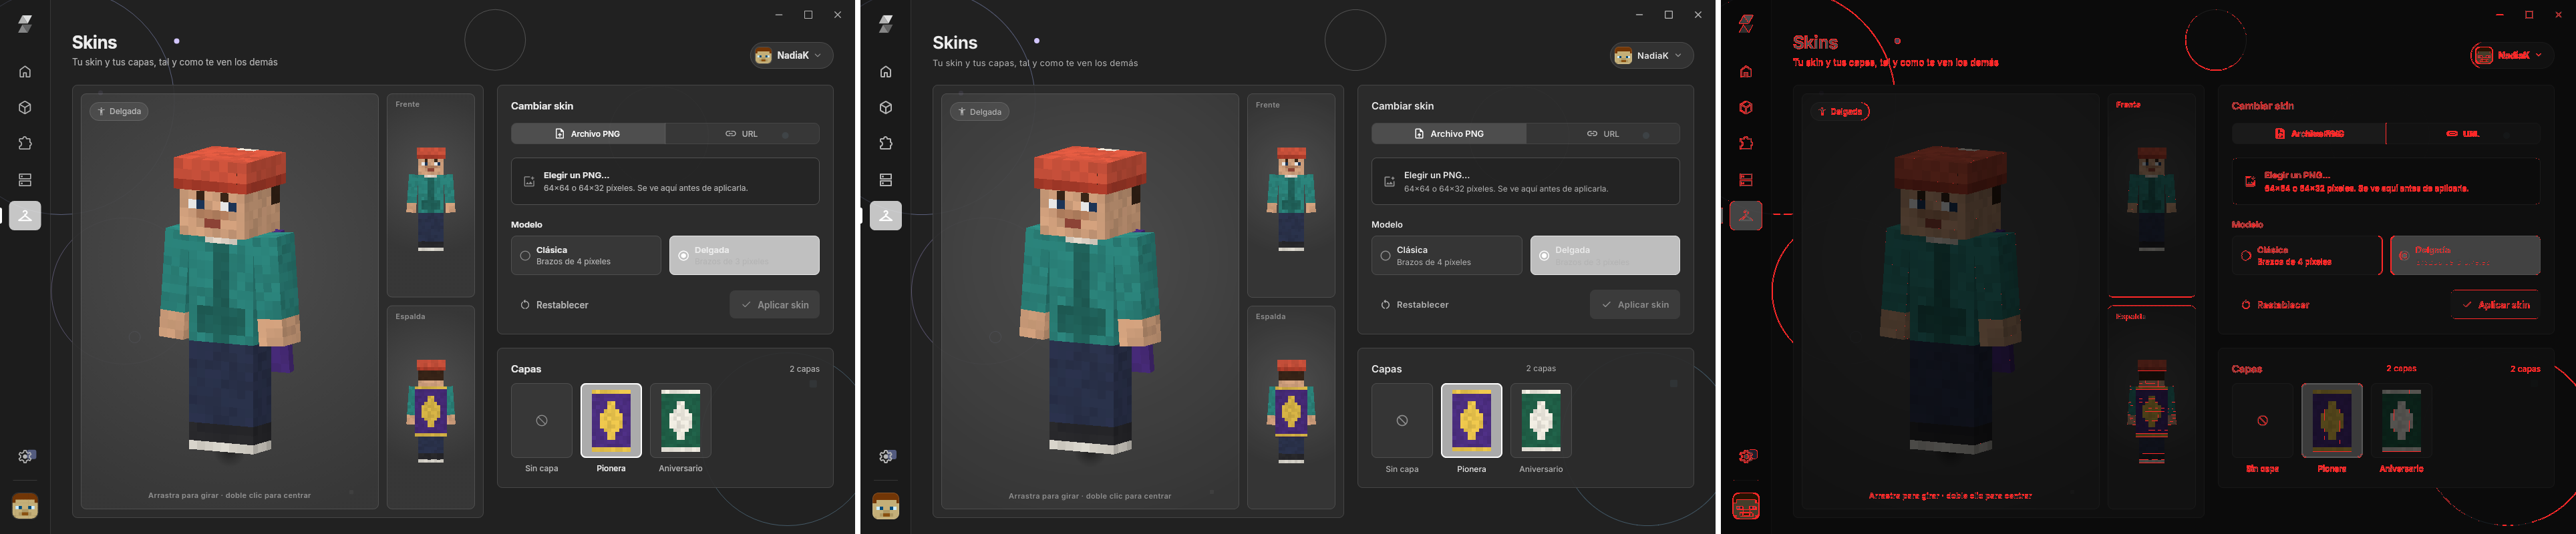 Skins
Tu skin y tus capas, tal y como te ven los demás
NadiaK
Delgada
Frente
Espalda
Arrastra para girar · doble clic para centrar
Cambiar skin
Archivo PNG
URL
Elegir un PNG...
64×64 o 64×32 píxeles. Se ve aquí antes de aplicarla.
Modelo
Clásica
Brazos de 4 píxeles
Delgada
Brazos de 3 píxeles
Restablecer
Aplicar skin
Capas
2 capas
Sin capa
Pionera
Aniversario
Skins
Tu skin y tus capas, tal y como te ven los demás
NadiaK
Delgada
Frente
Espalda
Arrastra para girar · doble clic para centrar
Cambiar skin
Archivo PNG
URL
Elegir un PNG...
64×64 o 64×32 píxeles. Se ve aquí antes de aplicarla.
Modelo
Clásica
Brazos de 4 píxeles
Delgada
Restablecer
Aplicar skin
Capas
2 capas
Sin capa
Pionera
Aniversario
Skins
Tu skin y tus capas, tal y como te ven los demás
NadiaK
Delgada
Frente
Espalda
Arrastra para girar · doble clic para centrar
Cambiar skin
Archivo PNG
URL
Elegir un PNG...
64×64 o 64×32 píxeles. Se ve aquí antes de aplicarla.
Modelo
Clásica
Brazos de 4 píxeles
Delgada
Restablecer
Aplicar skin
Capas
2 capas
2 capas
Sin capa
Pionera
Aniversario